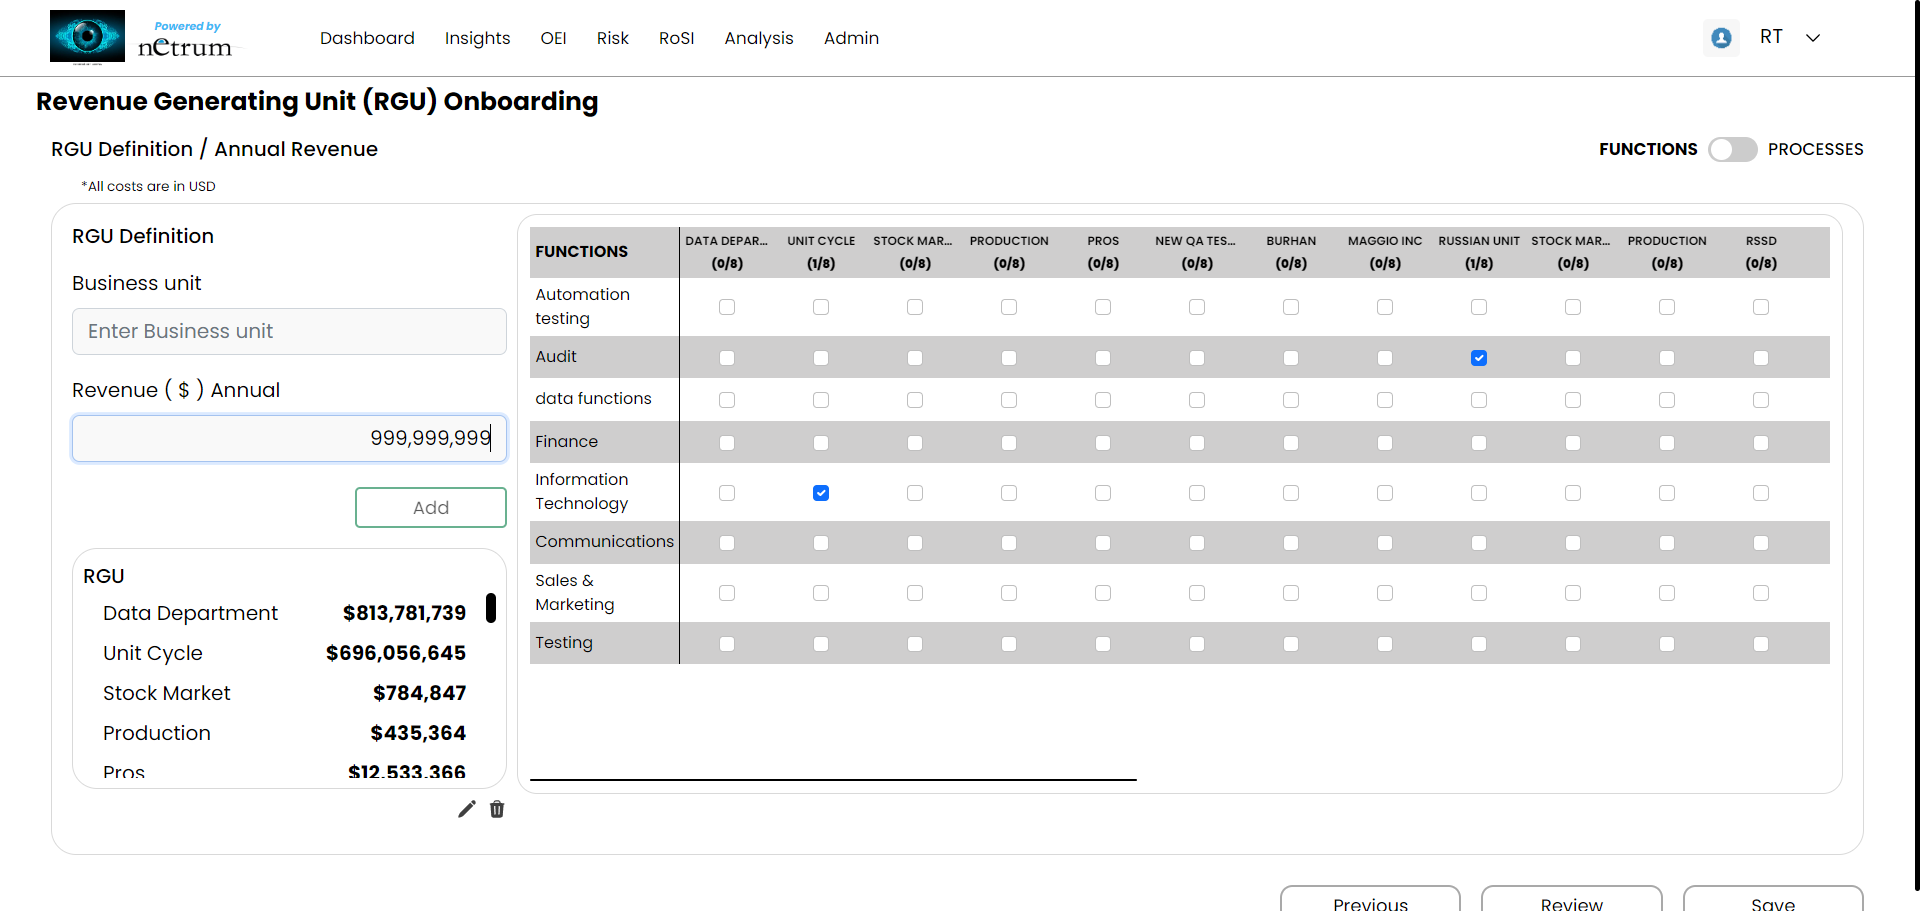 Powered by
netrum
Dashboard Insights OEI Risk RoSI Analysis Admin
RT
Revenue Generating Unit (RGU) Onboarding
RGU Definition / Annual Revenue
FUNCTIONS PROCESSES
*All costs are in USD
RGU Definition
Business unit
Enter Business unit
Revenue ( $ ) Annual
999,999,999
Add
RGU
Data Department $813,781,739
Unit Cycle $696,056,645
Stock Market $784,847
Production $435,364
Pros $12,533,366
FUNCTIONS DATA DEPAR... UNIT CYCLE STOCK MAR... PRODUCTION PROS NEW QA TES... BURHAN MAGGIO INC RUSSIAN UNIT STOCK MAR... PRODUCTION RSSD
(0/8) (1/8) (0/8) (0/8) (0/8) (0/8) (0/8) (0/8) (1/8) (0/8) (0/8) (0/8)
Automation
testing
Audit
data functions
Finance
Information
Technology
Communications
Sales &
Marketing
Testing
Previous Review Save